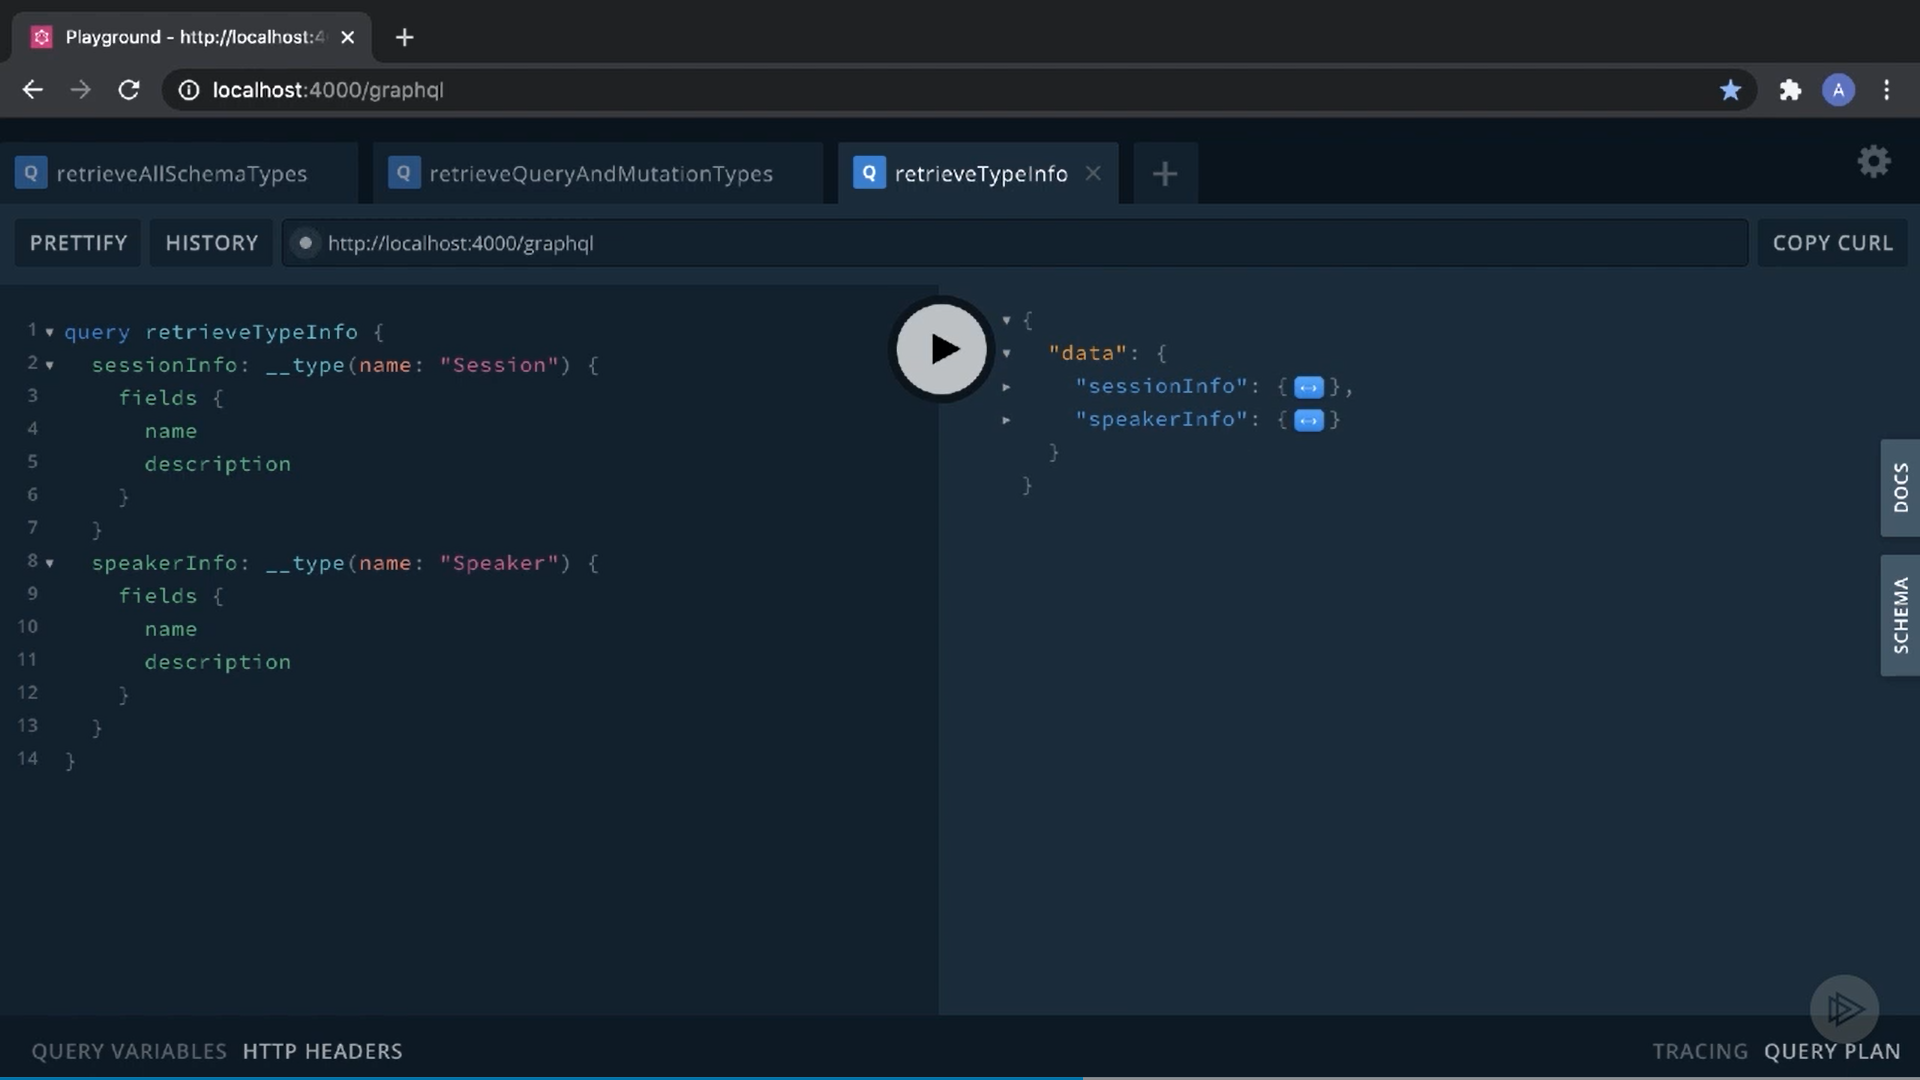 Playground - http://localhost:4
localhost:4000/graphql
A
Q retrieveAllSchemaTypes
Q retrieveQueryAndMutationTypes
Q retrieveTypeInfo
PRETTIFY HISTORY http://localhost:4000/graphql COPY CURL
1 query retrieveTypeInfo {
2 sessionInfo: __type(name: "Session") {
3 fields {
4 name
5 description
6 }
7 }
8 speakerInfo: __type(name: "Speaker") {
9 fields {
10 name
11 description
12 }
13 }
14 }
{
"data": {
"sessionInfo": { },
"speakerInfo": { }
}
}
DOCS
SCHEMA
QUERY VARIABLES HTTP HEADERS
TRACING QUERY PLAN